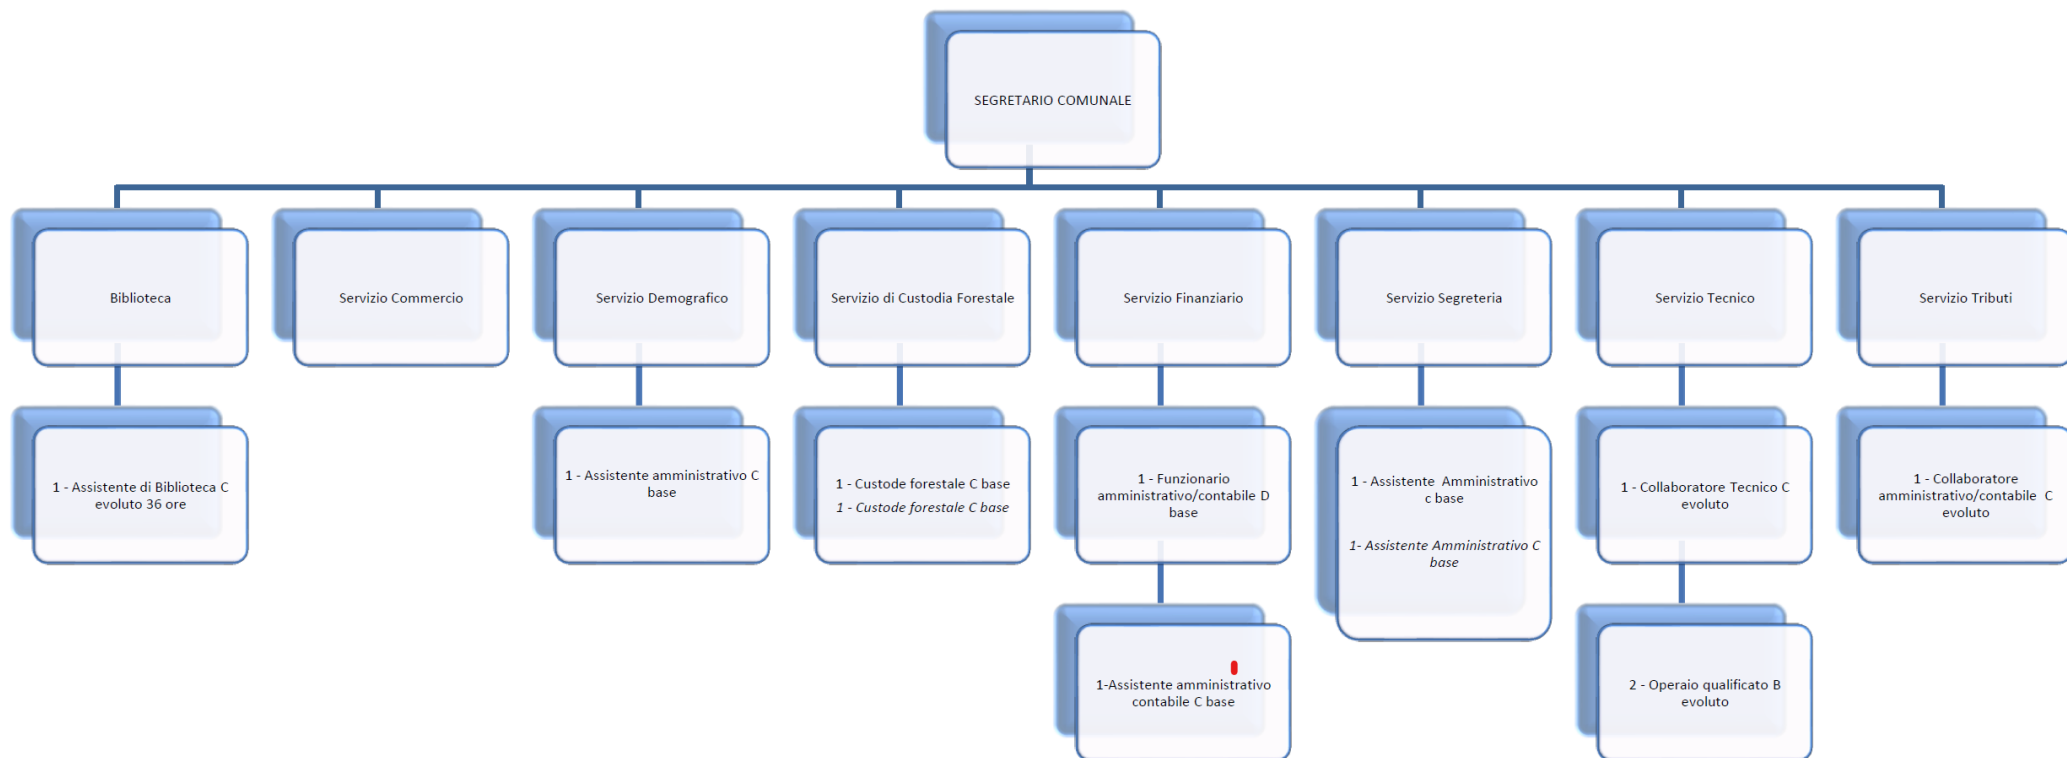 SEGRETARIO COMUNALE
Biblioteca
Servizio Commercio
Servizio Demografico
Servizio di Custodia Forestale
Servizio Finanziario
Servizio Segreteria
Servizio Tecnico
Servizio Tributi
1 - Assistente di Biblioteca C
evoluto 36 ore
1 - Assistente amministrativo C
base
1 - Custode forestale C base
1 - Custode forestale C base
1 - Funzionario
amministrativo/contabile D
base
1 - Assistente  Amministrativo
c base
1- Assistente Amministrativo C
base
1 - Collaboratore Tecnico C
evoluto
1 - Collaboratore
amministrativo/contabile  C
evoluto
1-Assistente amministrativo
contabile C base
2 - Operaio qualificato B
evoluto